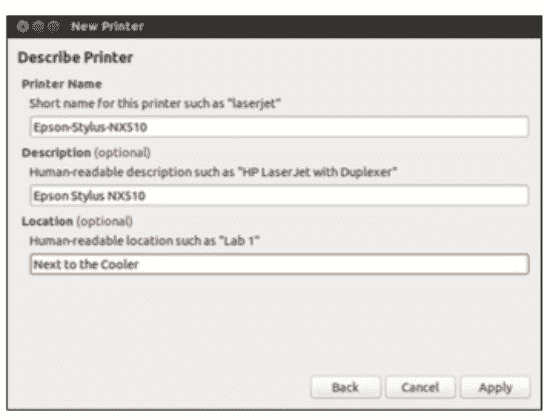 New Printer
Describe Printer
Printer Name
Short name for this printer such as "laserjet"
Epson-Stylus-NX510
Description (optional)
Human-readable description such as "HP LaserJet with Duplexer"
Epson Stylus NX510
Location (optional)
Human-readable location such as "Lab 1"
Next to the Cooler
Back Cancel Apply